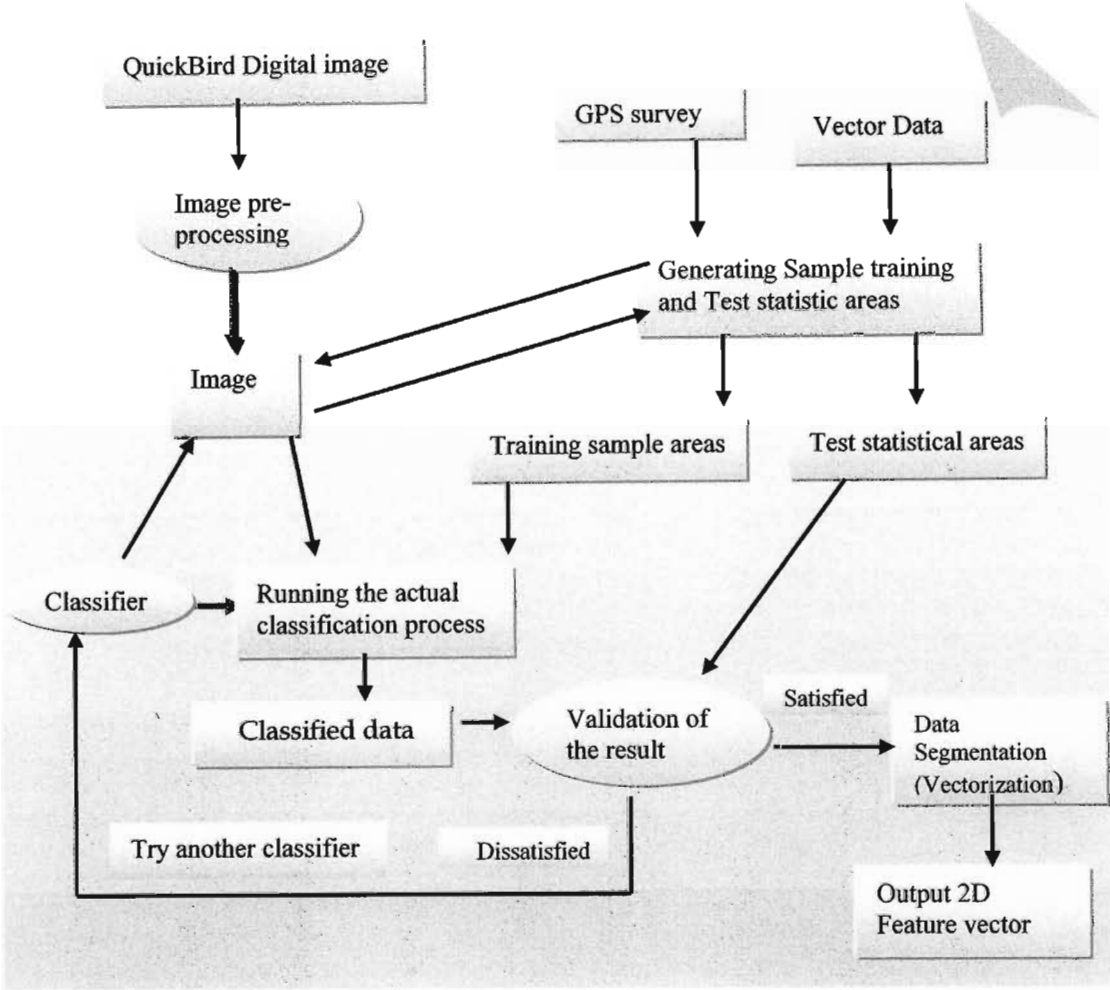 QuickBird Digital image
GPS survey
Vector Data
Image pre-
processing
Generating Sample training
and Test statistic areas
Image
Training sample areas
Test statistical areas
Classifier
Running the actual
classification process
Satisfied
Classified data
Validation of
the result
Data
Segmentation
(Vectorization)
Try another classifier
Dissatisfied
Output 2D
Feature vector